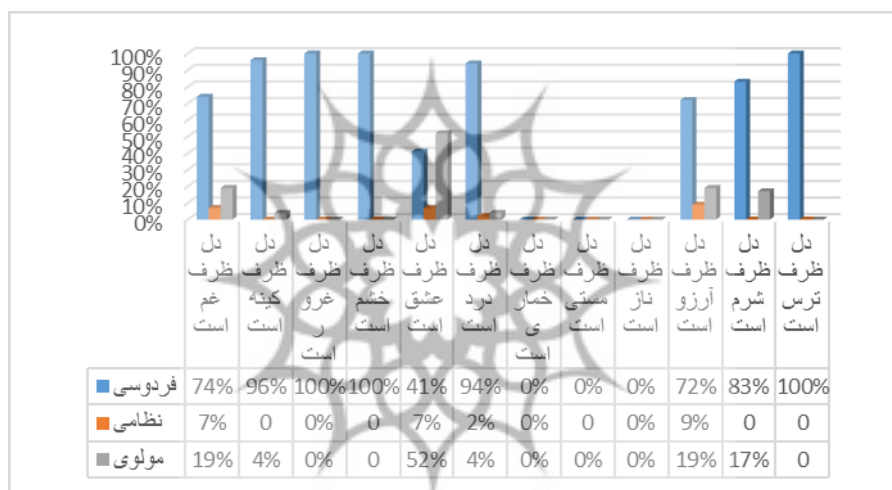 100%
90%
80%
70%
60%
50%
40%
30%
20%
10%
0%
دل ظرف غم است
دل ظرف کینه است
دل ظرف غرور است
دل ظرف خشم است
دل ظرف عشق است
دل ظرف درد است
دل ظرف خماری است
دل ظرف مستی است
دل ظرف ناز است
دل ظرف آرزو است
دل ظرف شرم است
دل ظرف ترس است
فردوسی 74% 96% 100% 100% 41% 94% 0% 0% 0% 72% 83% 100%
نظامی 7% 0 0% 0 7% 2% 0% 0 0% 9% 0 0
مولوی 19% 4% 0% 0 52% 4% 0% 0% 0% 19% 17% 0